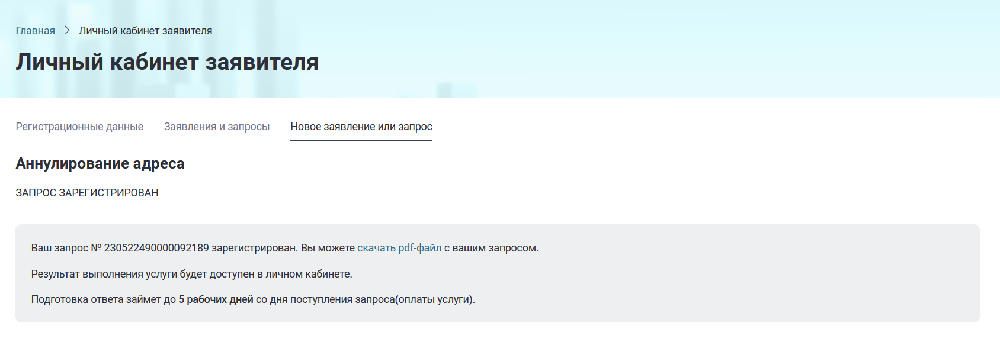 Главная > Личный кабинет заявителя
Личный кабинет заявителя
Регистрационные данные Заявления и запросы Новое заявление или запрос
Аннулирование адреса
ЗАПРОС ЗАРЕГИСТРИРОВАН
Ваш запрос № 230522490000092189 зарегистрирован. Вы можете скачать pdf-файл с вашим запросом.
Результат выполнения услуги будет доступен в личном кабинете.
Подготовка ответа займет до 5 рабочих дней со дня поступления запроса(оплаты услуги).